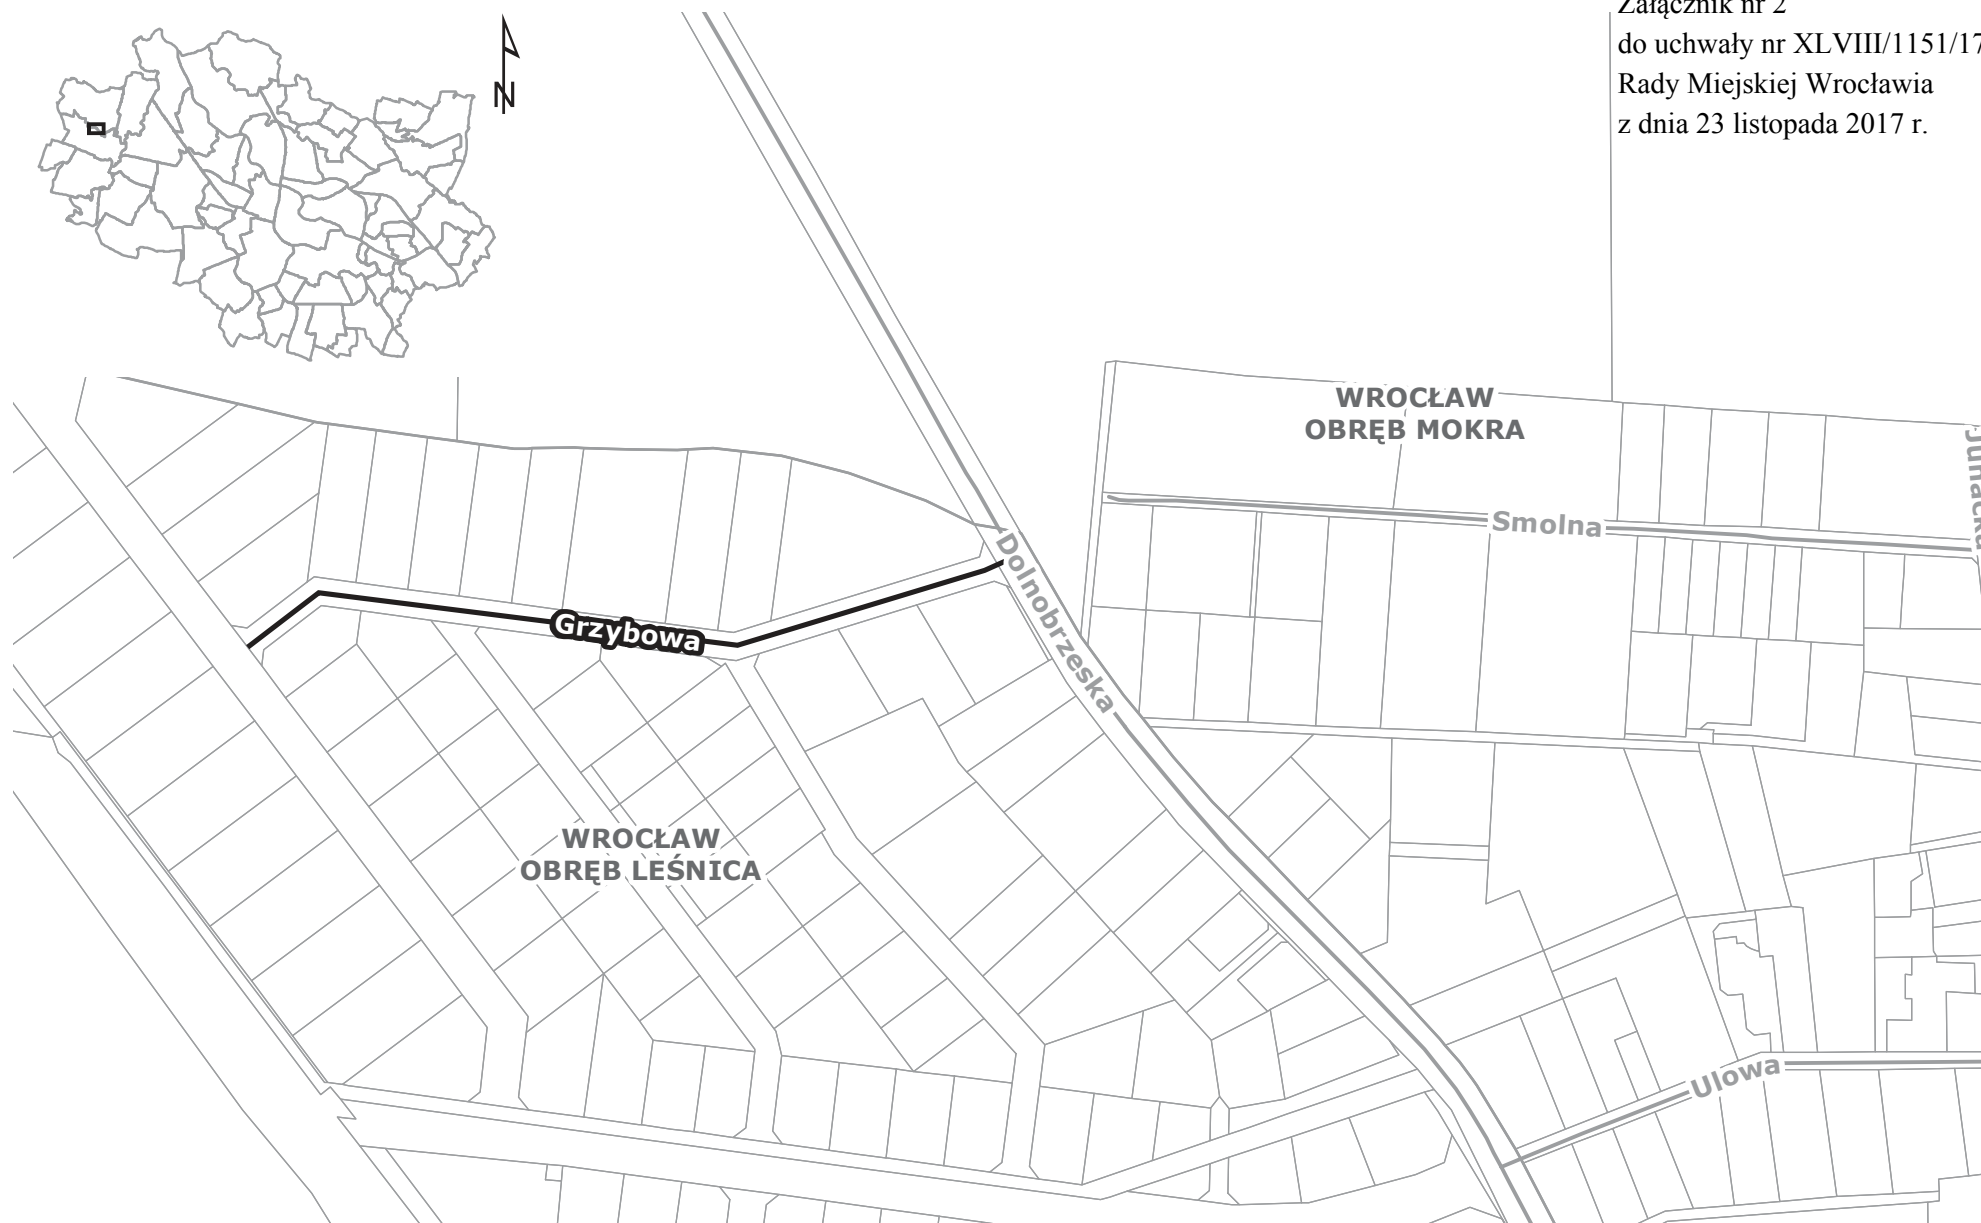 Załącznik nr 2
do uchwały nr XLVIII/1151/17
Rady Miejskiej Wrocławia
z dnia 23 listopada 2017 r.
N
WROCŁAW
OBRĘB MOKRA
Smolna
Dolnobrzeska
Grzybowa
WROCŁAW
OBRĘB LEŚNICA
Ulowa